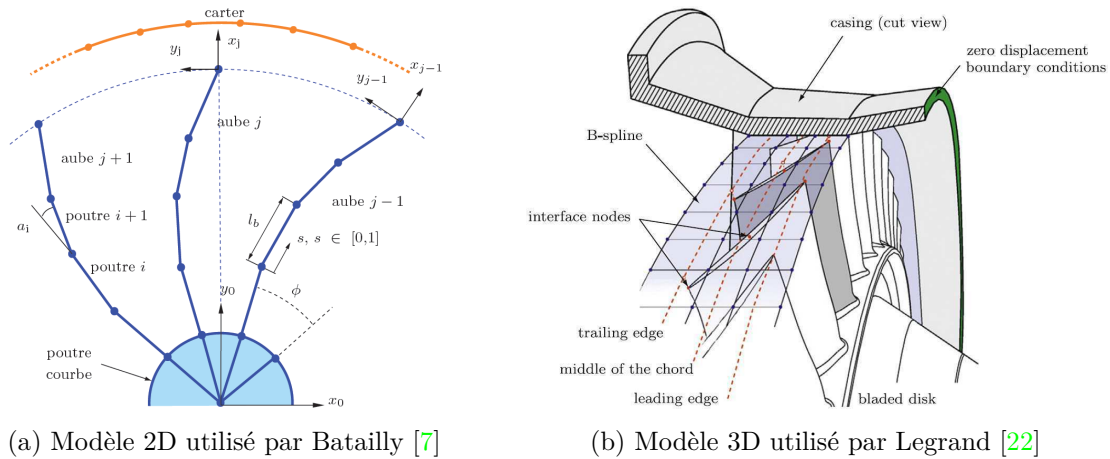 carter
y_j
x_j
y_{j−1}
x_{j−1}
aube j
aube j + 1
aube j−1
a_i
poutre i + 1
l_b
s, s ∈ [0,1]
poutre i
y_0
ϕ
poutre
courbe
x_0
(a) Modèle 2D utilisé par Batailly [7]
casing (cut view)
zero displacement
boundary conditions
B-spline
interface nodes
trailing edge
middle of the chord
leading edge
bladed disk
(b) Modèle 3D utilisé par Legrand [22]